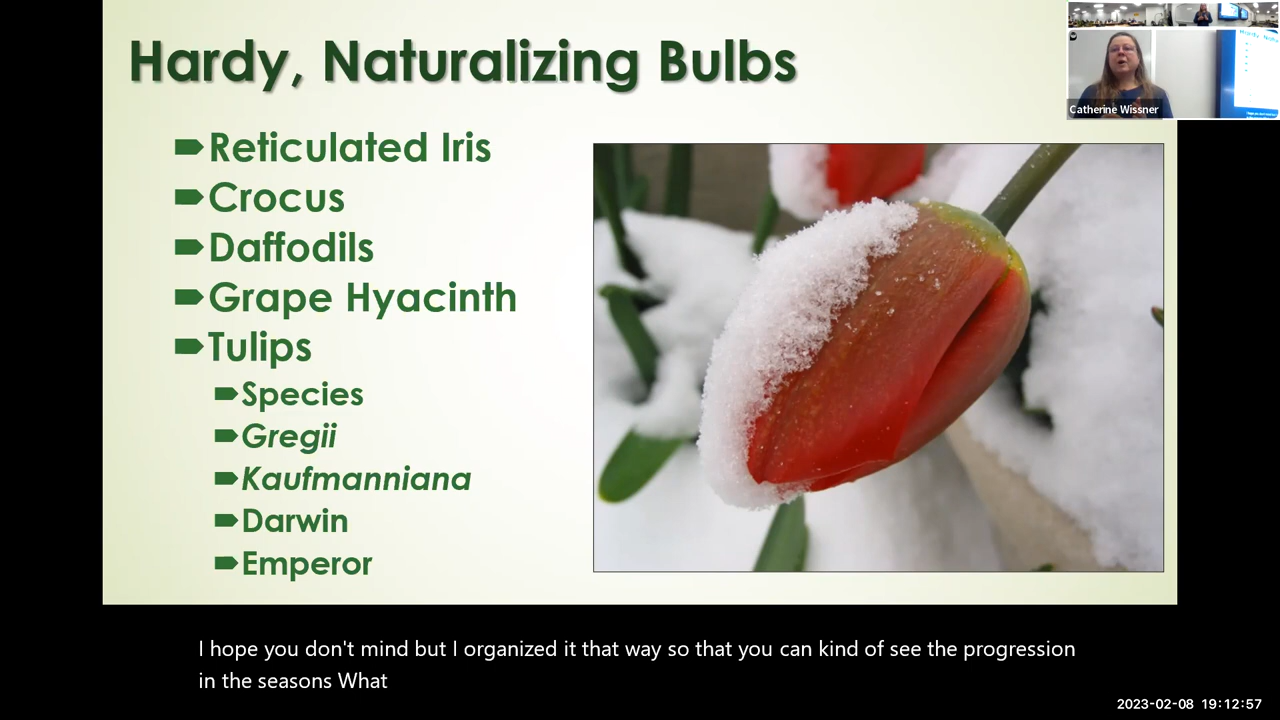 Hardy, Naturalizing Bulbs
Reticulated Iris
Crocus
Daffodils
Grape Hyacinth
Tulips
Species
Gregii
Kaufmanniana
Darwin
Emperor
Catherine Wissner
I hope you don't mind but I organized it that way so that you can kind of see the progression
in the seasons What
2023-02-08 19:12:57